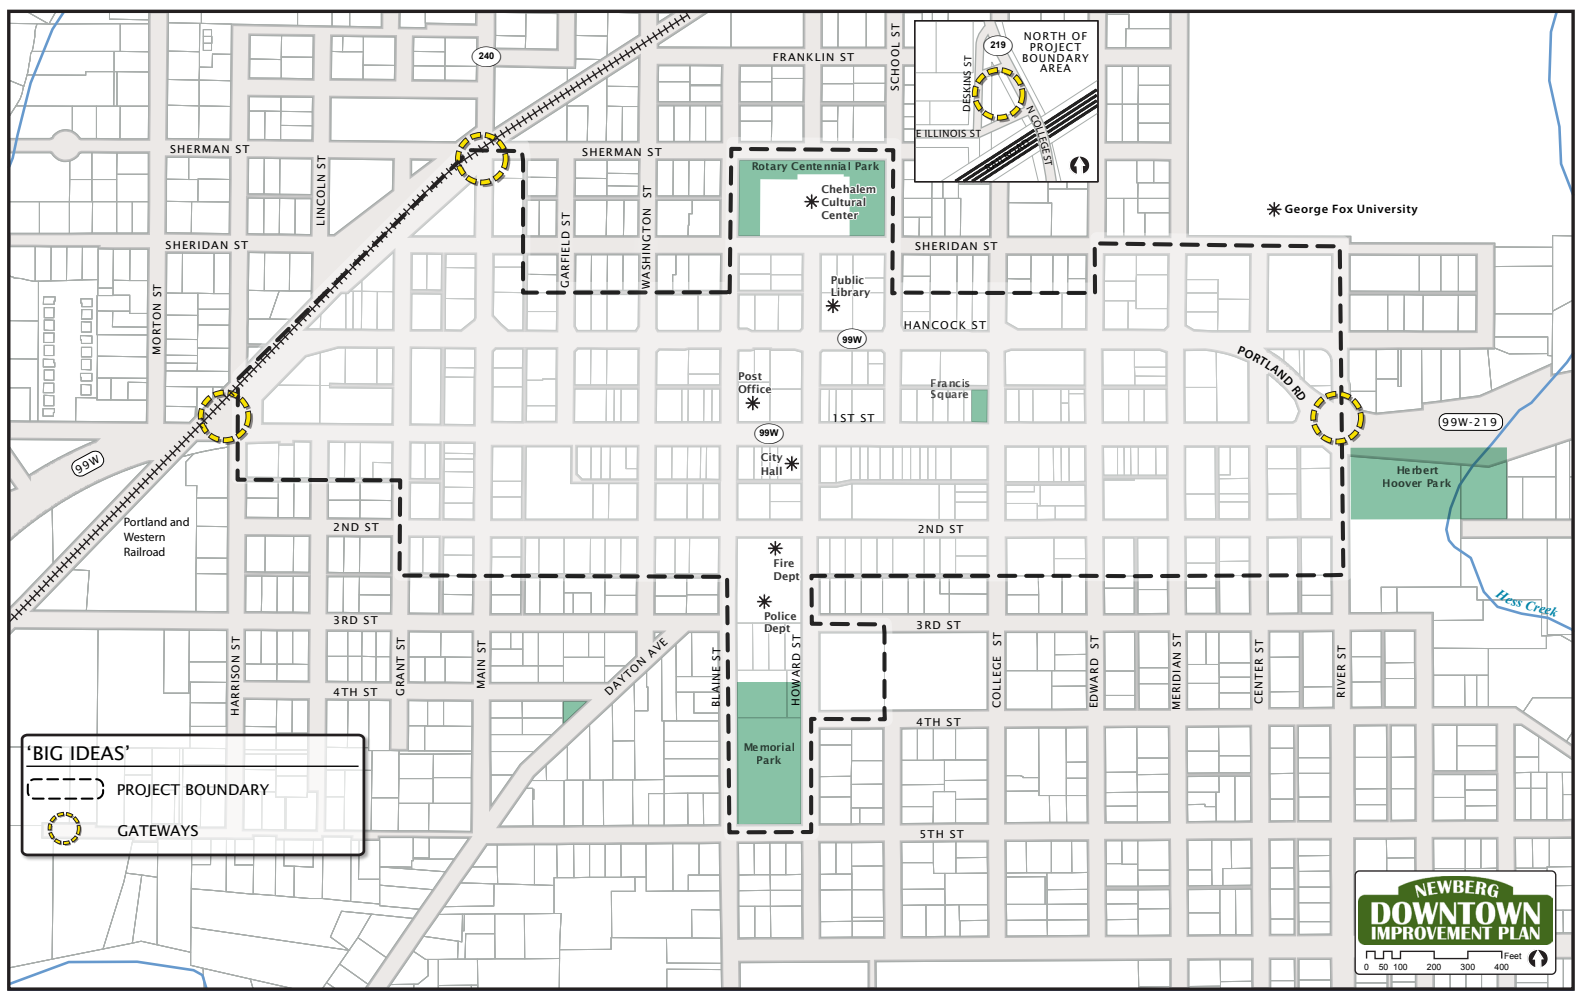 240
FRANKLIN ST
SCHOOL ST
219
NORTH OF
PROJECT
BOUNDARY
AREA
DESKINS ST
N COLLEGE ST
E ILLINOIS ST
SHERMAN ST
SHERMAN ST
LINCOLN ST
Rotary Centennial Park
Chehalem
Cultural
Center
George Fox University
GARFIELD ST
WASHINGTON ST
SHERIDAN ST
SHERIDAN ST
MORTON ST
Public
Library
HANCOCK ST
99W
PORTLAND RD
Post
Office
Francis
Square
1ST ST
99W
99W-219
99W
City
Hall
Herbert
Hoover Park
Portland and
Western
Railroad
2ND ST
2ND ST
Fire
Dept
Police
Dept
Hess Creek
3RD ST
3RD ST
HARRISON ST
GRANT ST
MAIN ST
DAYTON AVE
BLAINE ST
HOWARD ST
COLLEGE ST
EDWARD ST
MERIDIAN ST
CENTER ST
RIVER ST
4TH ST
4TH ST
Memorial
Park
5TH ST
'BIG IDEAS'
PROJECT BOUNDARY
GATEWAYS
NEWBERG
DOWNTOWN
IMPROVEMENT PLAN
Feet
0 50 100 200 300 400